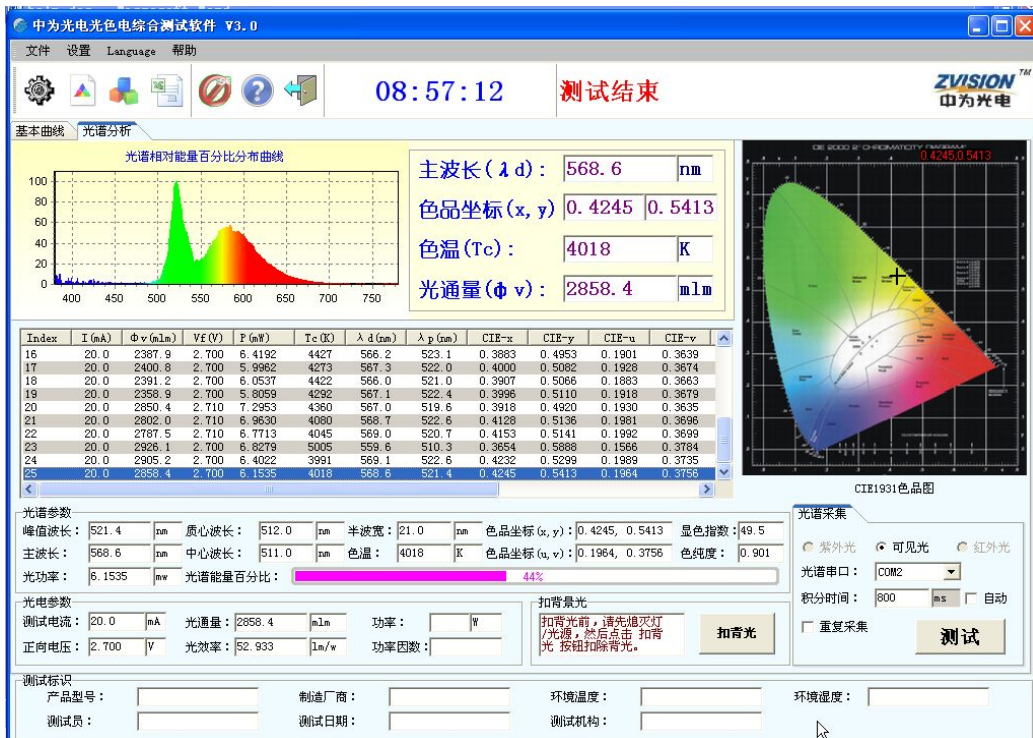 中为光电光色电综合测试软件 V3.0
文件 设置 Language 帮助
08:57:12 测试结束
ZVISION TM
中为光电
基本曲线 光谱分析
光谱相对能量百分比分布曲线
100
80
60
40
20
0
400 450 500 550 600 650 700 750
主波长(λd): 568.6 nm
色品坐标(x,y) 0.4245 0.5413
色温(Tc): 4018 K
光通量(ф v): 2858.4 mlm
0.4245,0.5413
CIE1931色品图
Index I(mA) Φv(mlm) Vf(V) P(mW) Tc(K) λd(nm) λp(nm) CIE-x CIE-y CIE-u CIE-v
16 20.0 2387.9 2.700 6.4192 4427 566.2 523.1 0.3883 0.4953 0.1901 0.3639
17 20.0 2400.8 2.700 5.9962 4273 567.3 522.0 0.4000 0.5082 0.1928 0.3674
18 20.0 2391.2 2.700 6.0537 4422 566.0 521.0 0.3907 0.5066 0.1883 0.3663
19 20.0 2358.9 2.700 5.8059 4292 567.1 522.4 0.3996 0.5110 0.1918 0.3679
20 20.0 2850.4 2.710 7.2953 4360 567.0 519.6 0.3918 0.4920 0.1930 0.3635
21 20.0 2802.0 2.710 6.9630 4080 568.7 522.6 0.4128 0.5136 0.1981 0.3696
22 20.0 2787.5 2.710 6.7713 4045 569.0 520.7 0.4153 0.5141 0.1992 0.3699
23 20.0 2926.1 2.700 6.8279 5005 559.6 510.3 0.3654 0.5888 0.1566 0.3784
24 20.0 2905.2 2.700 6.4022 3991 569.1 522.6 0.4232 0.5299 0.1989 0.3735
25 20.0 2858.4 2.700 6.1535 4018 568.6 521.4 0.4245 0.5413 0.1964 0.3756
光谱参数
峰值波长: 521.4 nm 质心波长: 512.0 nm 半波宽: 21.0 nm 色品坐标(x,y): 0.4245, 0.5413 显色指数: 49.5
主波长: 568.6 nm 中心波长: 511.0 nm 色温: 4018 K 色品坐标(u,v): 0.1964, 0.3756 色纯度: 0.901
光功率: 6.1535 mw 光谱能量百分比: 44%
光谱采集
紫外光 可见光 红外光
光谱串口: COM2
积分时间: 800 ms 自动
重复采集 测试
光电参数
测试电流: 20.0 mA 光通量: 2858.4 mlm 功率: W
正向电压: 2.700 V 光效率: 52.933 lm/w 功率因数:
扣背景光
扣背光前,请先熄灭灯
/光源,然后点击 扣背
光 按钮扣除背光。
扣背光
测试标识
产品型号: 制造厂商: 环境温度: 环境湿度:
测试员: 测试日期: 测试机构: